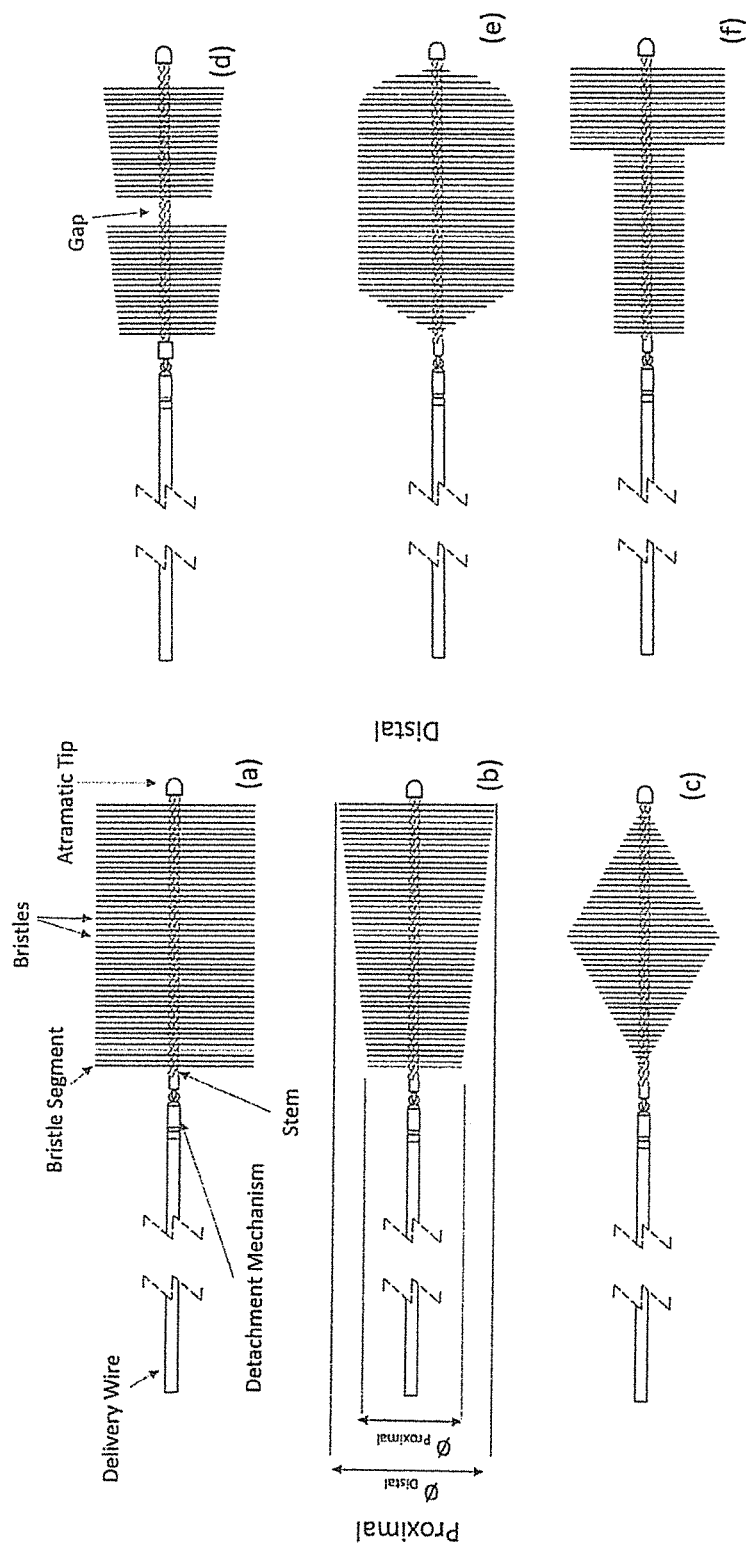 Delivery Wire
Detachment Mechanism
Stem
Bristle Segment
Bristles
Atramatic Tip
(a)
Proximal
Ø Distal
Ø Proximal
(b)
Distal
(c)
Gap
(d)
(e)
(f)